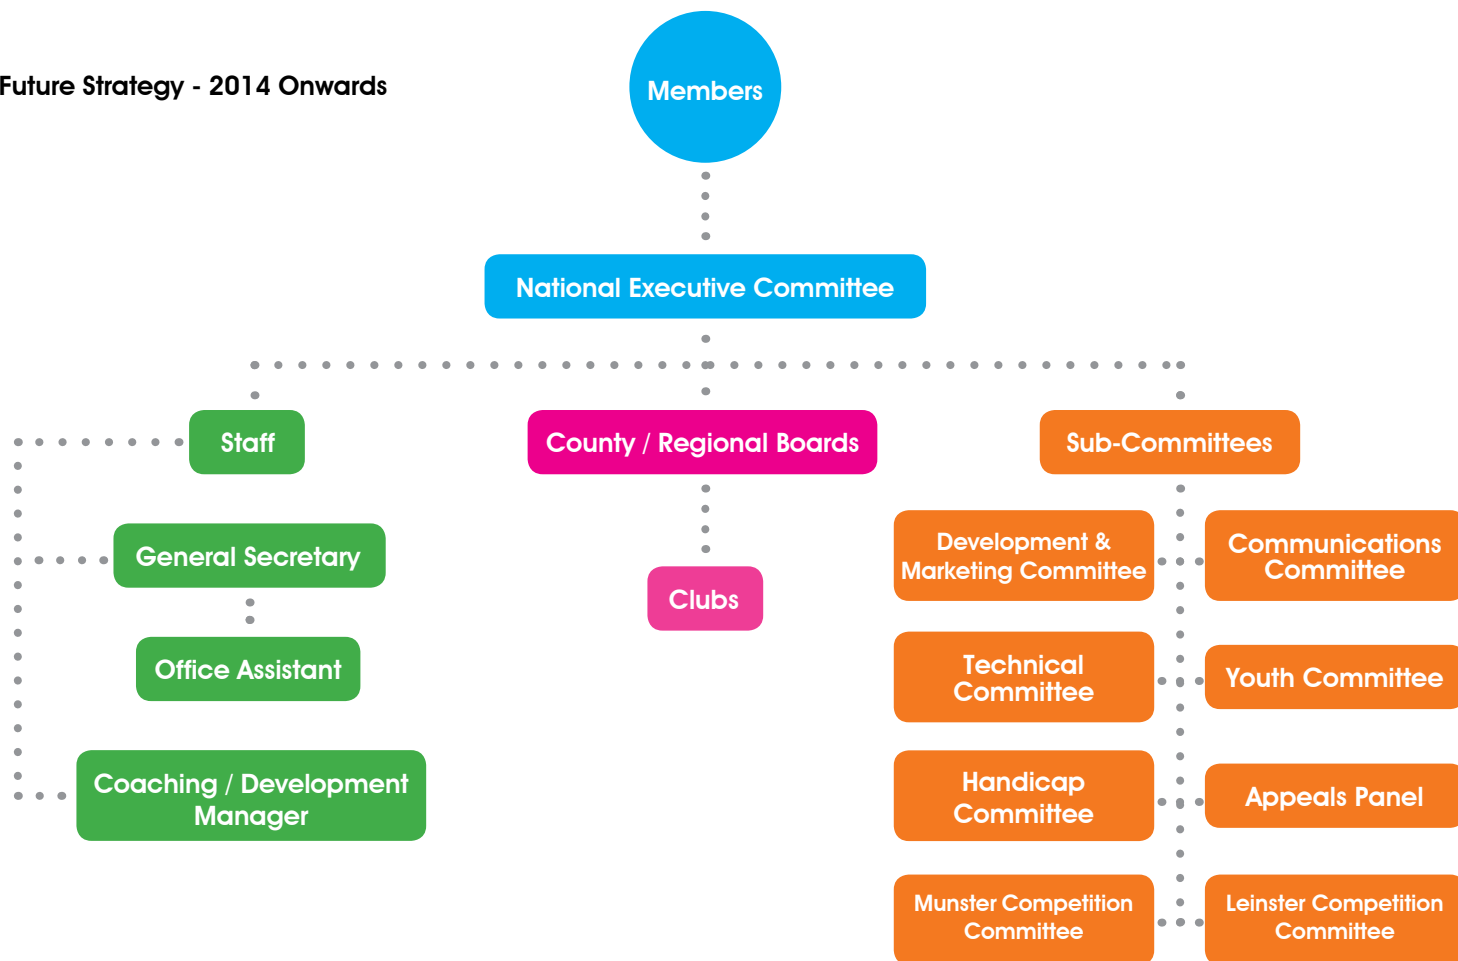 Future Strategy - 2014 Onwards
Members
National Executive Committee
Staff
County / Regional Boards
Sub-Committees
General Secretary
Office Assistant
Coaching / Development
Manager
Clubs
Development &
Marketing Committee
Communications
Committee
Technical
Committee
Youth Committee
Handicap
Committee
Appeals Panel
Munster Competition
Committee
Leinster Competition
Committee